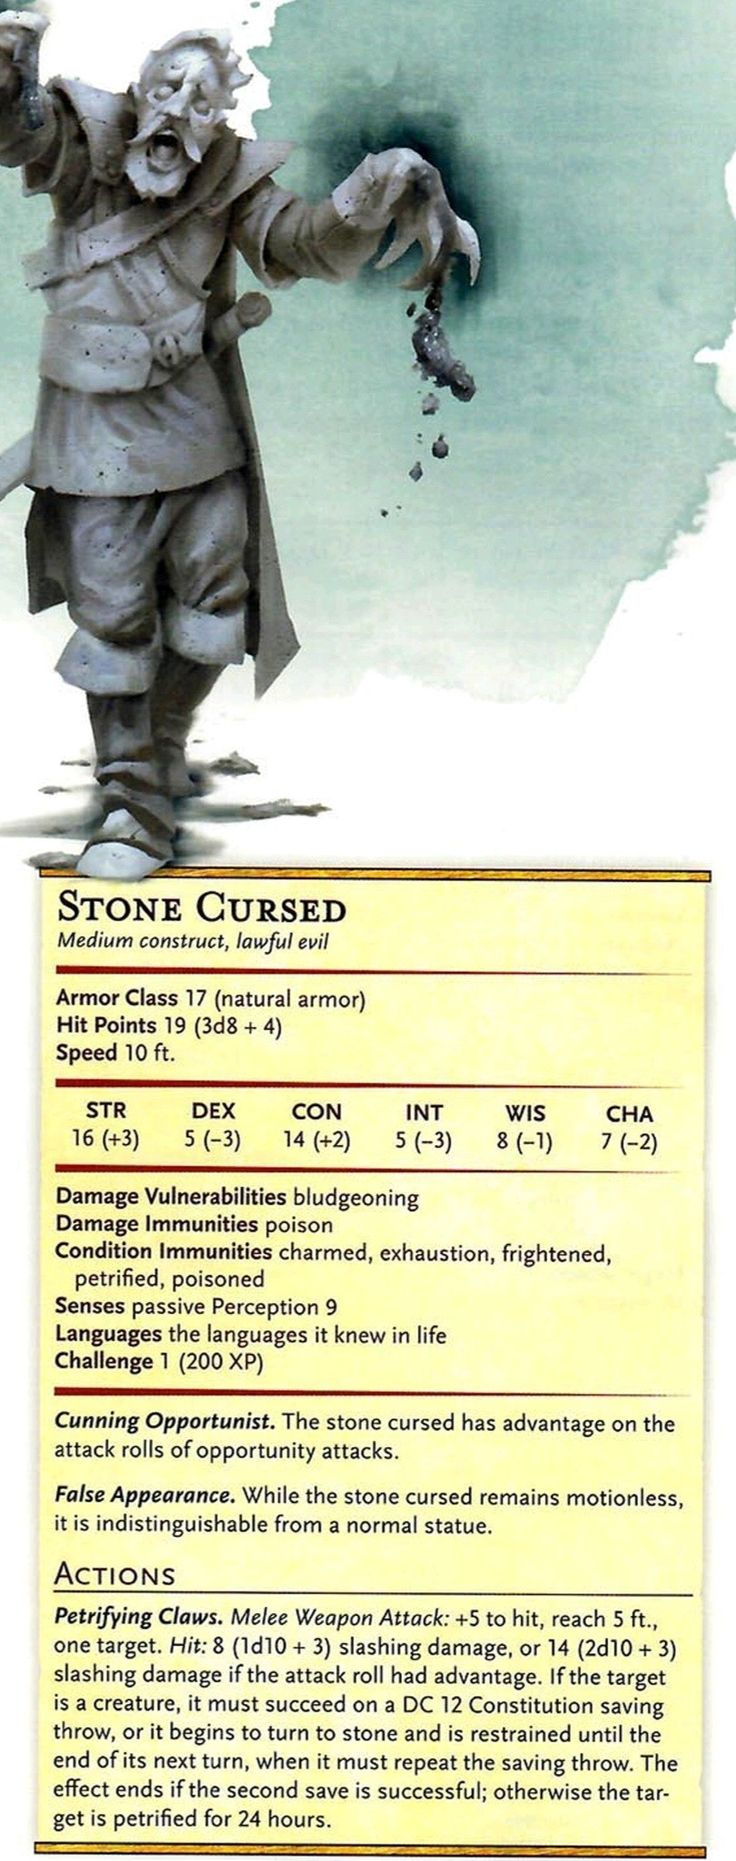 STONE CURSED
Medium construct, lawful evil
Armor Class 17 (natural armor)
Hit Points 19 (3d8 + 4)
Speed 10 ft.
STR DEX CON INT WIS CHA
16 (+3) 5 (–3) 14 (+2) 5 (–3) 8 (–1) 7 (–2)
Damage Vulnerabilities bludgeoning
Damage Immunities poison
Condition Immunities charmed, exhaustion, frightened,
petrified, poisoned
Senses passive Perception 9
Languages the languages it knew in life
Challenge 1 (200 XP)
Cunning Opportunist. The stone cursed has advantage on the
attack rolls of opportunity attacks.
False Appearance. While the stone cursed remains motionless,
it is indistinguishable from a normal statue.
ACTIONS
Petrifying Claws. Melee Weapon Attack: +5 to hit, reach 5 ft.,
one target. Hit: 8 (1d10 + 3) slashing damage, or 14 (2d10 + 3)
slashing damage if the attack roll had advantage. If the target
is a creature, it must succeed on a DC 12 Constitution saving
throw, or it begins to turn to stone and is restrained until the
end of its next turn, when it must repeat the saving throw. The
effect ends if the second save is successful; otherwise the tar-
get is petrified for 24 hours.